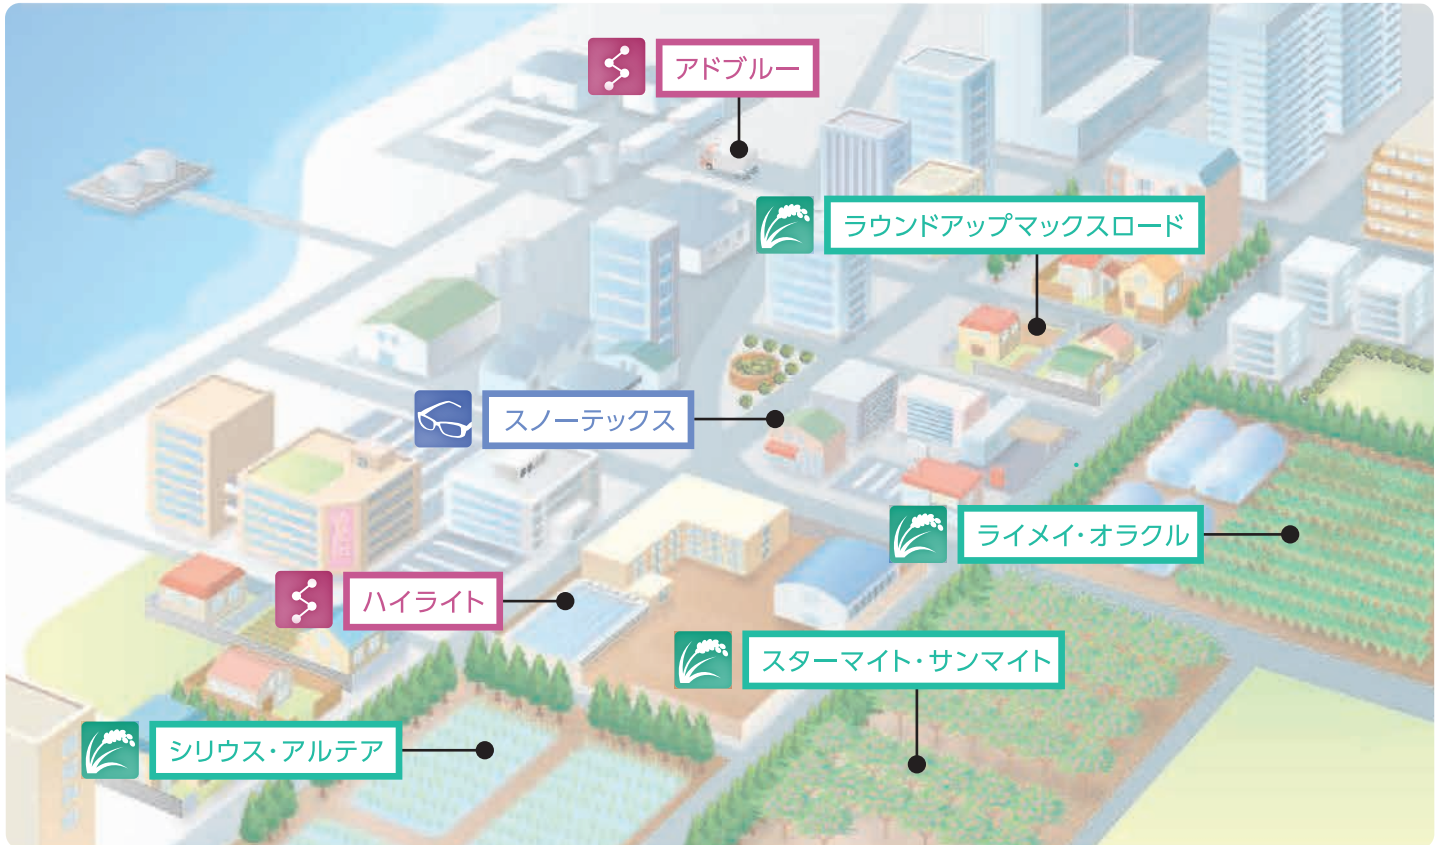 アドブルー
ラウンドアップマックスロード
スノーテックス
ライメイ・オラクル
ハイライト
スターマイト・サンマイト
シリウス・アルテア